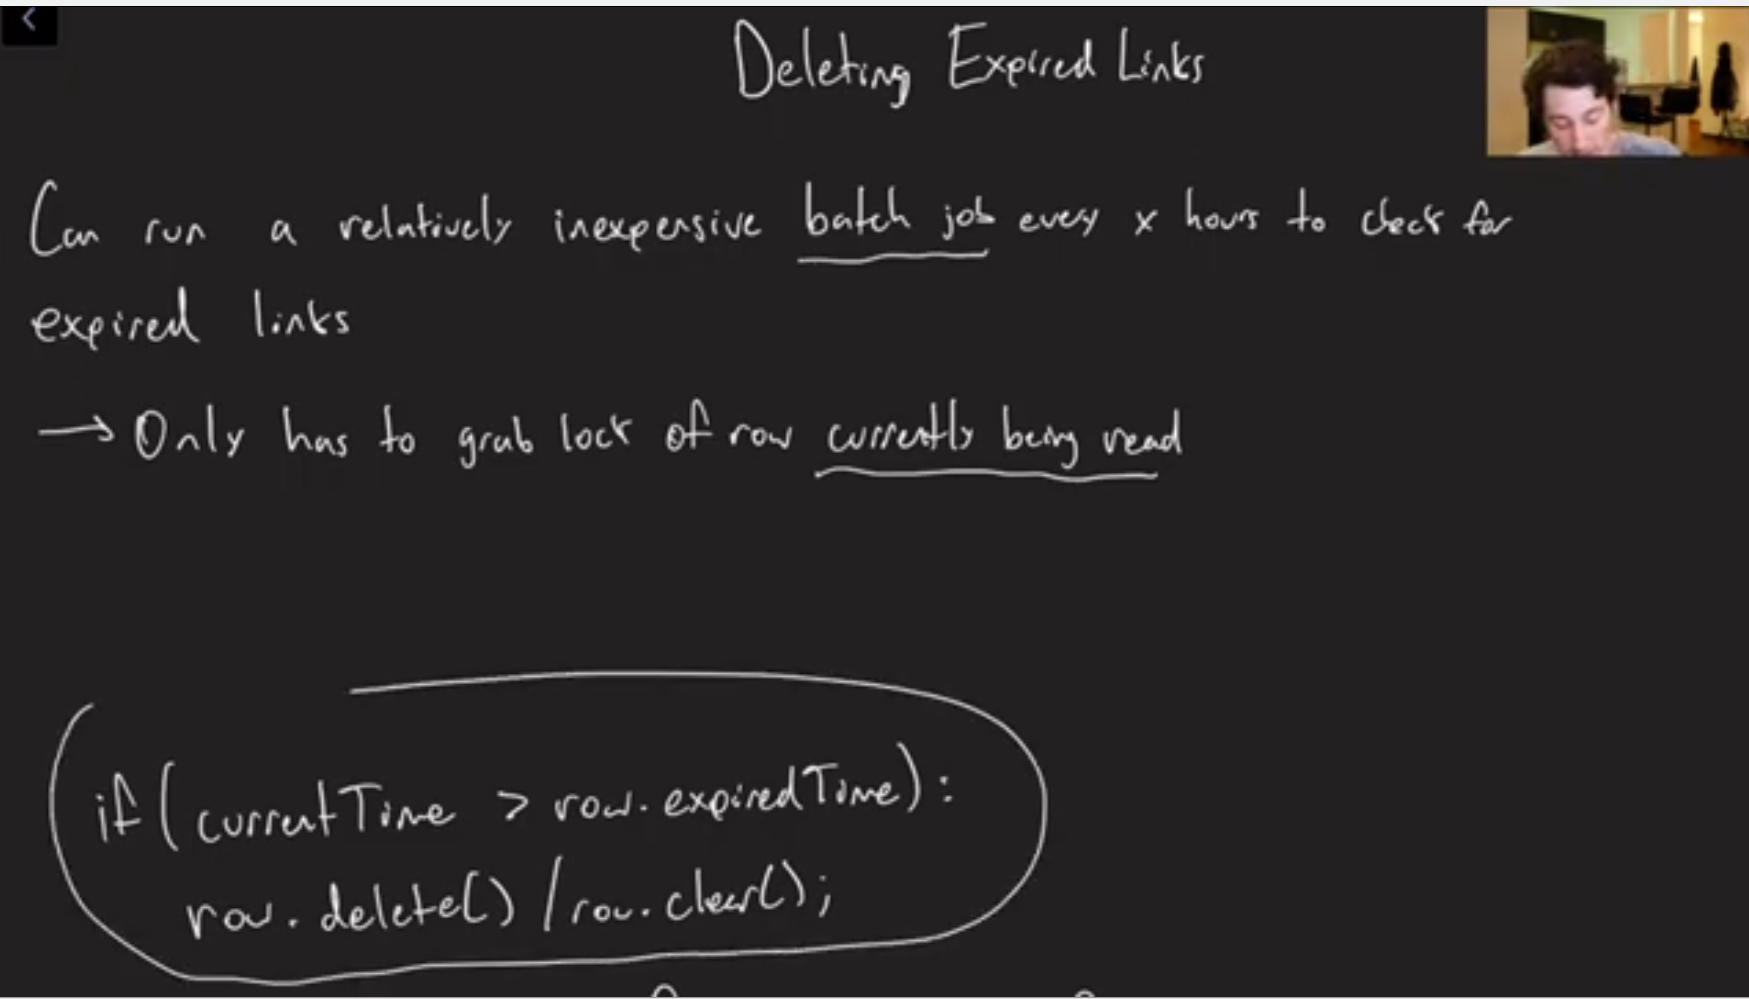 Deleting Expired Links
Can run a relatively inexpensive batch job every x hours to check for
expired links
→ Only has to grab lock of row currently being read
if (currentTime > row.expiredTime):
row.delete() / row.clear();